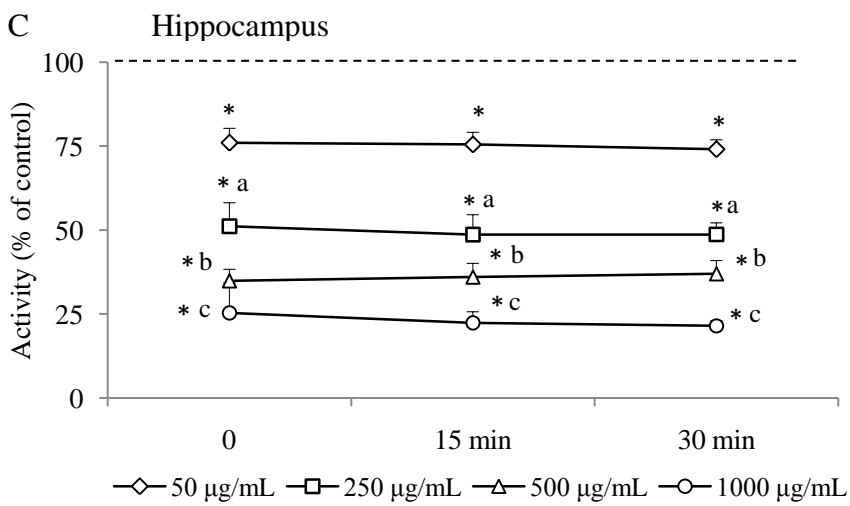 C Hippocampus
100
* * *
75
* a * a * a
50
* b * b * b
25
* c * c * c
0
Activity (% of control)
0 15 min 30 min
50 µg/mL 250 µg/mL 500 µg/mL 1000 µg/mL